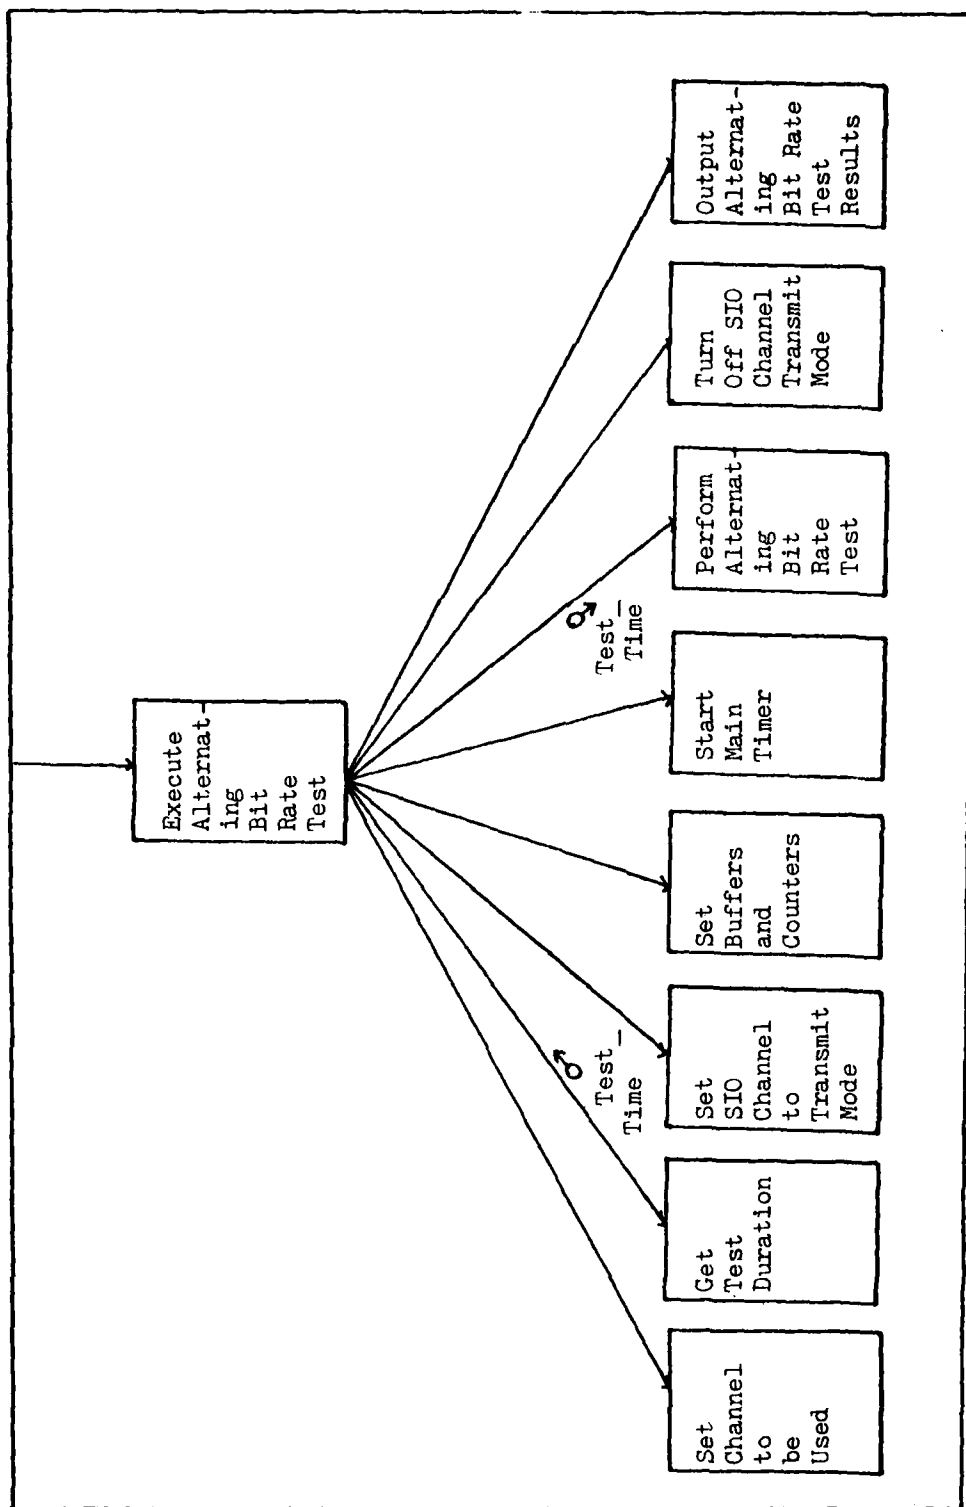 Execute
Alternat-
ing
Bit
Rate
Test
Test_
Time
Test_
Time
Set
Channel
to
be
Used
Get
Test
Duration
Set
SIO
Channel
to
Transmit
Mode
Set
Buffers
and
Counters
Start
Main
Timer
Perform
Alternat-
ing
Bit
Rate
Test
Turn
Off SIO
Channel
Transmit
Mode
Output
Alternat-
ing
Bit Rate
Test
Results